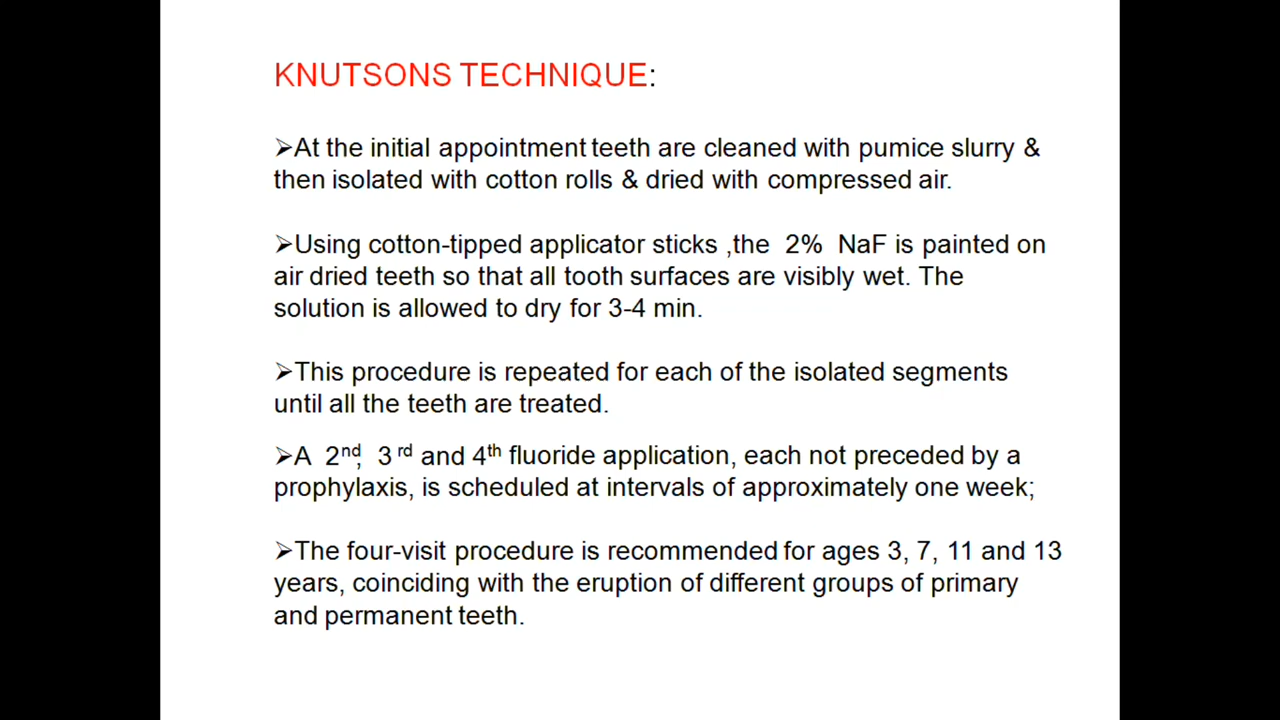 KNUTSONS TECHNIQUE:
➢At the initial appointment teeth are cleaned with pumice slurry &
then isolated with cotton rolls & dried with compressed air.
➢Using cotton-tipped applicator sticks ,the 2% NaF is painted on
air dried teeth so that all tooth surfaces are visibly wet. The
solution is allowed to dry for 3-4 min.
➢This procedure is repeated for each of the isolated segments
until all the teeth are treated.
➢A 2nd, 3 rd and 4th fluoride application, each not preceded by a
prophylaxis, is scheduled at intervals of approximately one week;
➢The four-visit procedure is recommended for ages 3, 7, 11 and 13
years, coinciding with the eruption of different groups of primary
and permanent teeth.